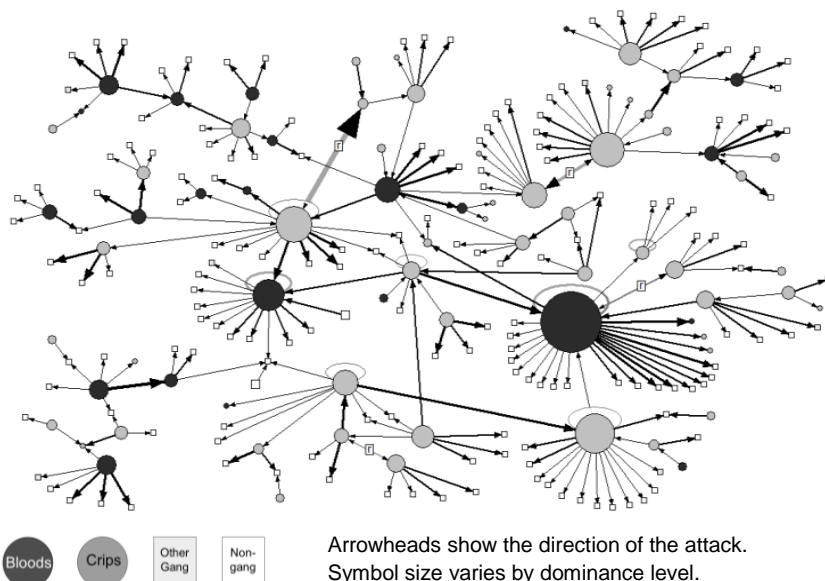 r
r
r
r
Bloods
Crips
Other
Gang
Non-
gang
Arrowheads show the direction of the attack.
Symbol size varies by dominance level.